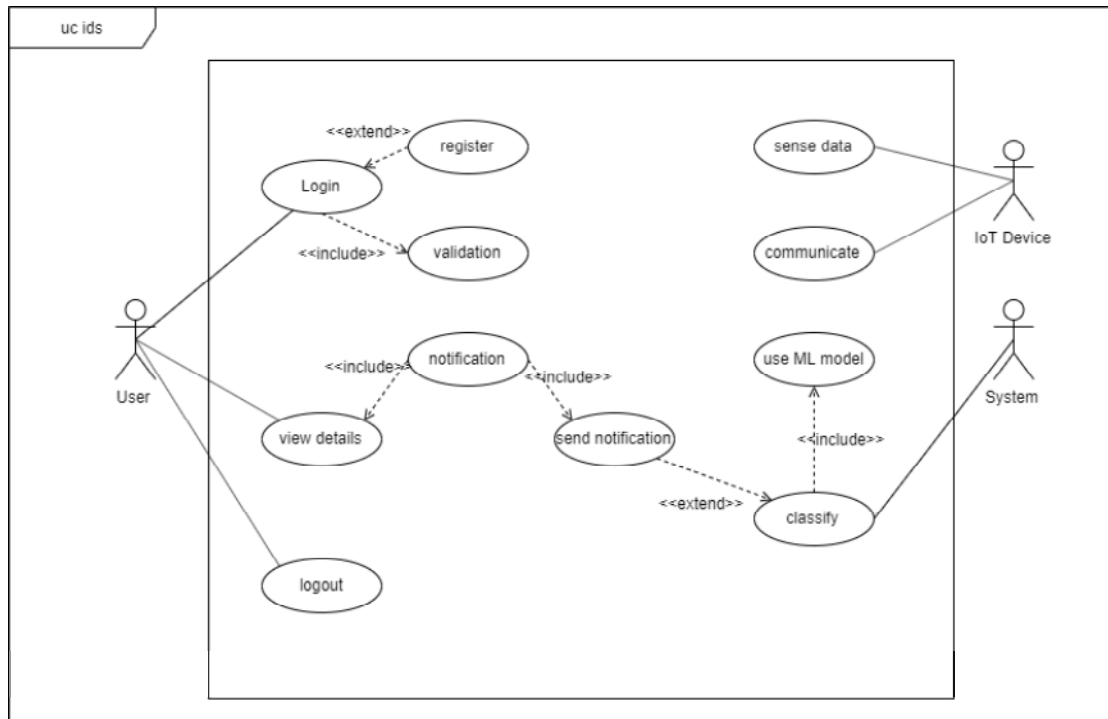 uc ids
<<extend>>
register
sense data
Login
<<include>>
validation
communicate
IoT Device
<<include>>
notification
<<include>>
use ML model
User
System
view details
send notification
<<include>>
<<extend>>
classify
logout